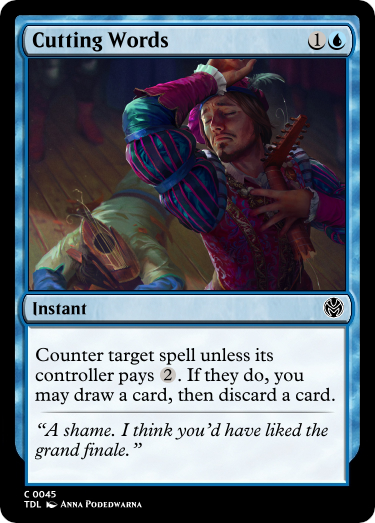 Cutting Words 1
Instant
Counter target spell unless its
controller pays 2. If they do, you
may draw a card, then discard a card.
“A shame. I think you’d have liked the
grand finale.”
C 0045
TDL Anna Podedwarna